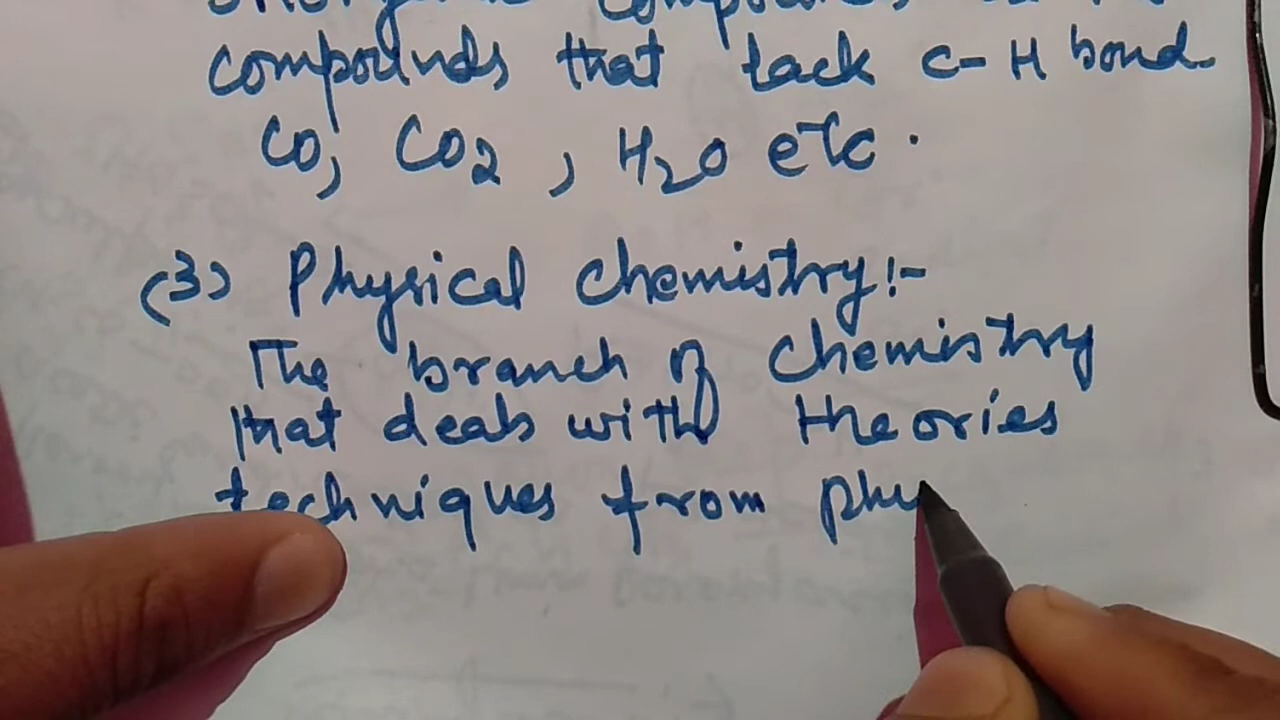 compounds that lack C-H bond.
CO, CO2, H2O etc.
(3) Physical chemistry:-
The branch of chemistry
that deals with theories
techniques from phy